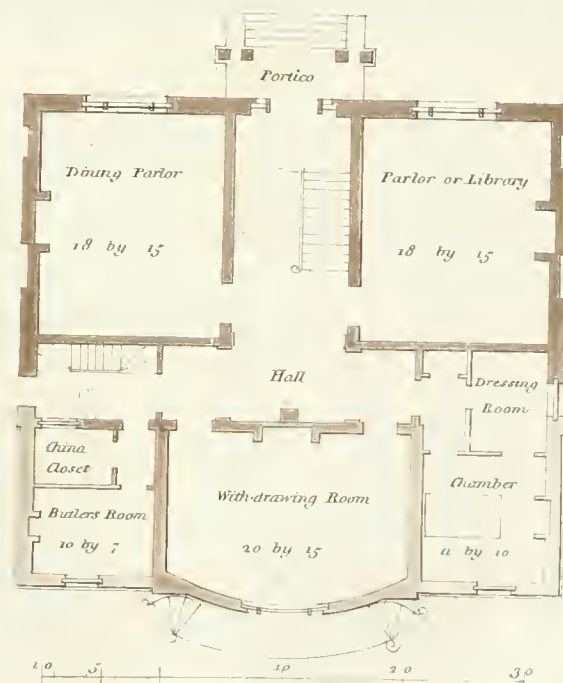 Portico
Dining Parlor
18 by 15
Parlor or Library
18 by 15
Hall
Dressing
Room
China
Closet
Butlers Room
10 by 7
With-drawing Room
20 by 15
Chamber
11 by 10
10 5 10 20 30